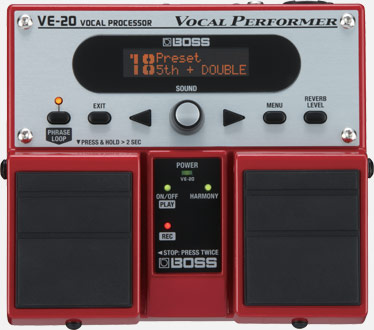 VE-20 VOCAL PROCESSOR
VOCAL PERFORMER
BOSS
18 Preset
18 5th + DOUBLE
SOUND
EXIT
MENU
REVERB
LEVEL
PHRASE
LOOP
▼PRESS & HOLD > 2 SEC
POWER
VE-20
ON/OFF
PLAY
HARMONY
REC
◀STOP: PRESS TWICE
BOSS